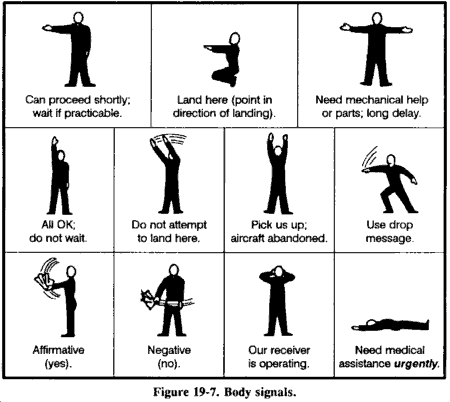 Can proceed shortly;
wait if practicable.
Land here (point in
direction of landing).
Need mechanical help
or parts; long delay.
All OK;
do not wait.
Do not attempt
to land here.
Pick us up;
aircraft abandoned.
Use drop
message.
Affirmative
(yes).
Negative
(no).
Our receiver
is operating.
Need medical
assistance urgently.
Figure 19-7. Body signals.